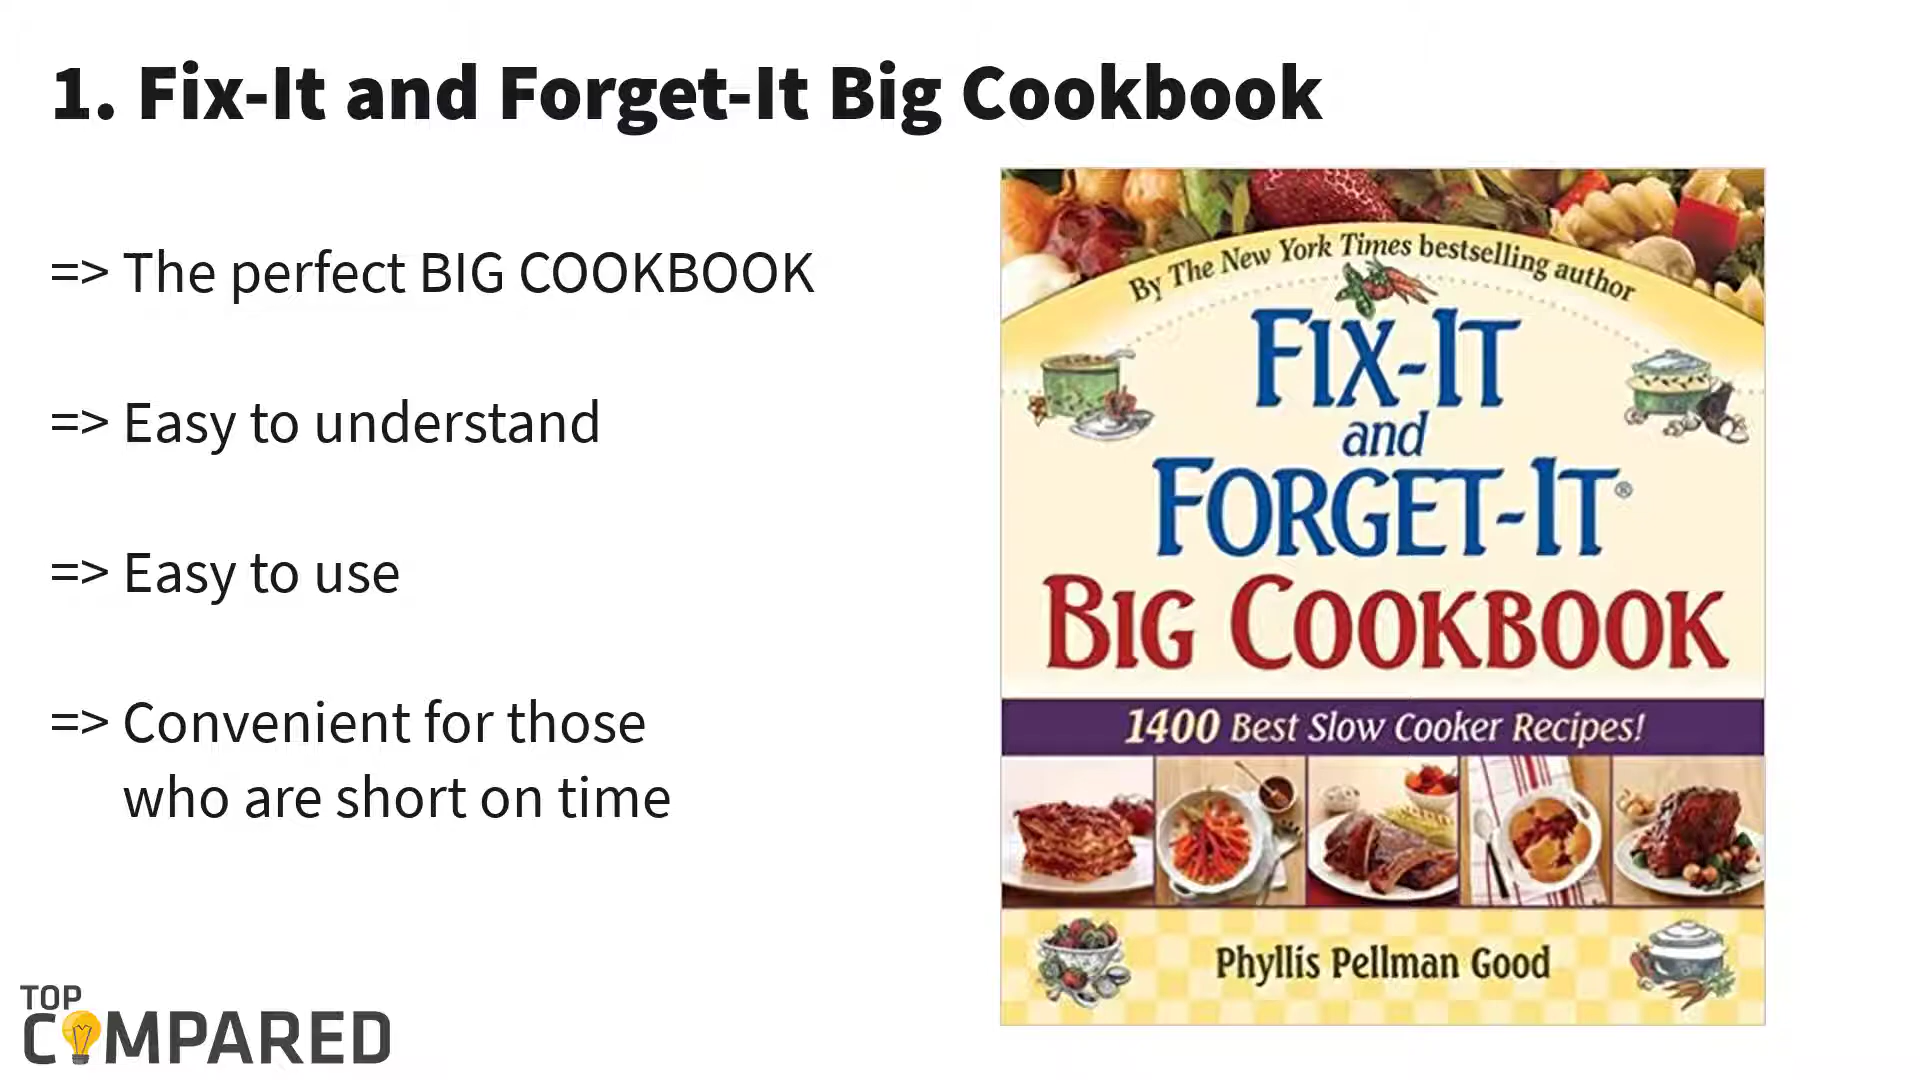 1. Fix-It and Forget-It Big Cookbook
=> The perfect BIG COOKBOOK
=> Easy to understand
=> Easy to use
=> Convenient for those
who are short on time
TOP
COMPARED
By The New York Times bestselling author
FIX-IT
and
FORGET-IT®
BIG COOKBOOK
1400 Best Slow Cooker Recipes!
Phyllis Pellman Good